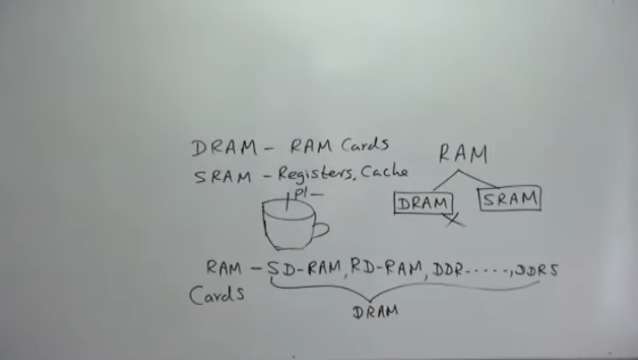 DRAM - RAM Cards
SRAM - Registers, Cache
RAM
DRAM
SRAM
RAM - SD-RAM, RD-RAM, DDR-----, DDR5
Cards
DRAM